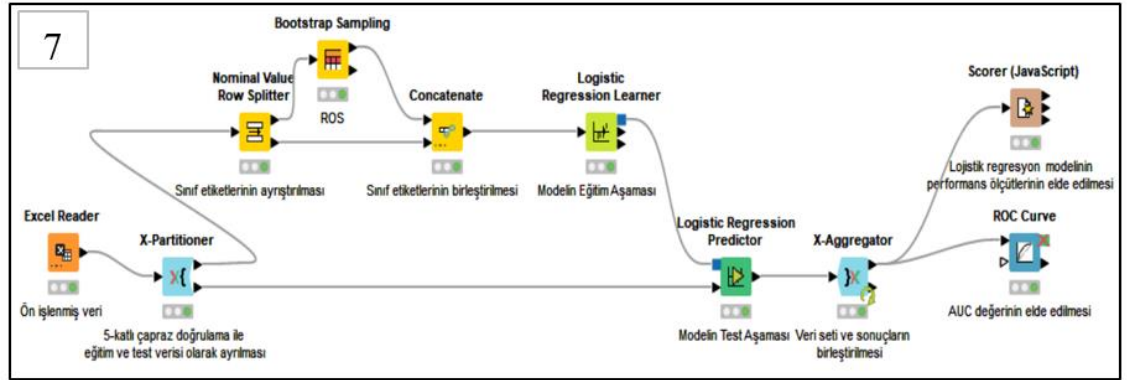 7
Bootstrap Sampling
ROS
Nominal Value
Row Splitter
Sınıf etiketlerinin ayrıştırılması
Concatenate
Sınıf etiketlerinin birleştirilmesi
Logistic
Regression Learner
Modelin Eğitim Aşaması
Scorer (JavaScript)
Lojistik regresyon modelinin
performans ölçütlerinin elde edilmesi
Excel Reader
Ön işlenmiş veri
X-Partitioner
5-katlı çapraz doğrulama ile
eğitim ve test verisi olarak ayrılması
Logistic Regression
Predictor
Modelin Test Aşaması
X-Aggregator
Veri seti ve sonuçların
birleştirilmesi
ROC Curve
AUC değerinin elde edilmesi